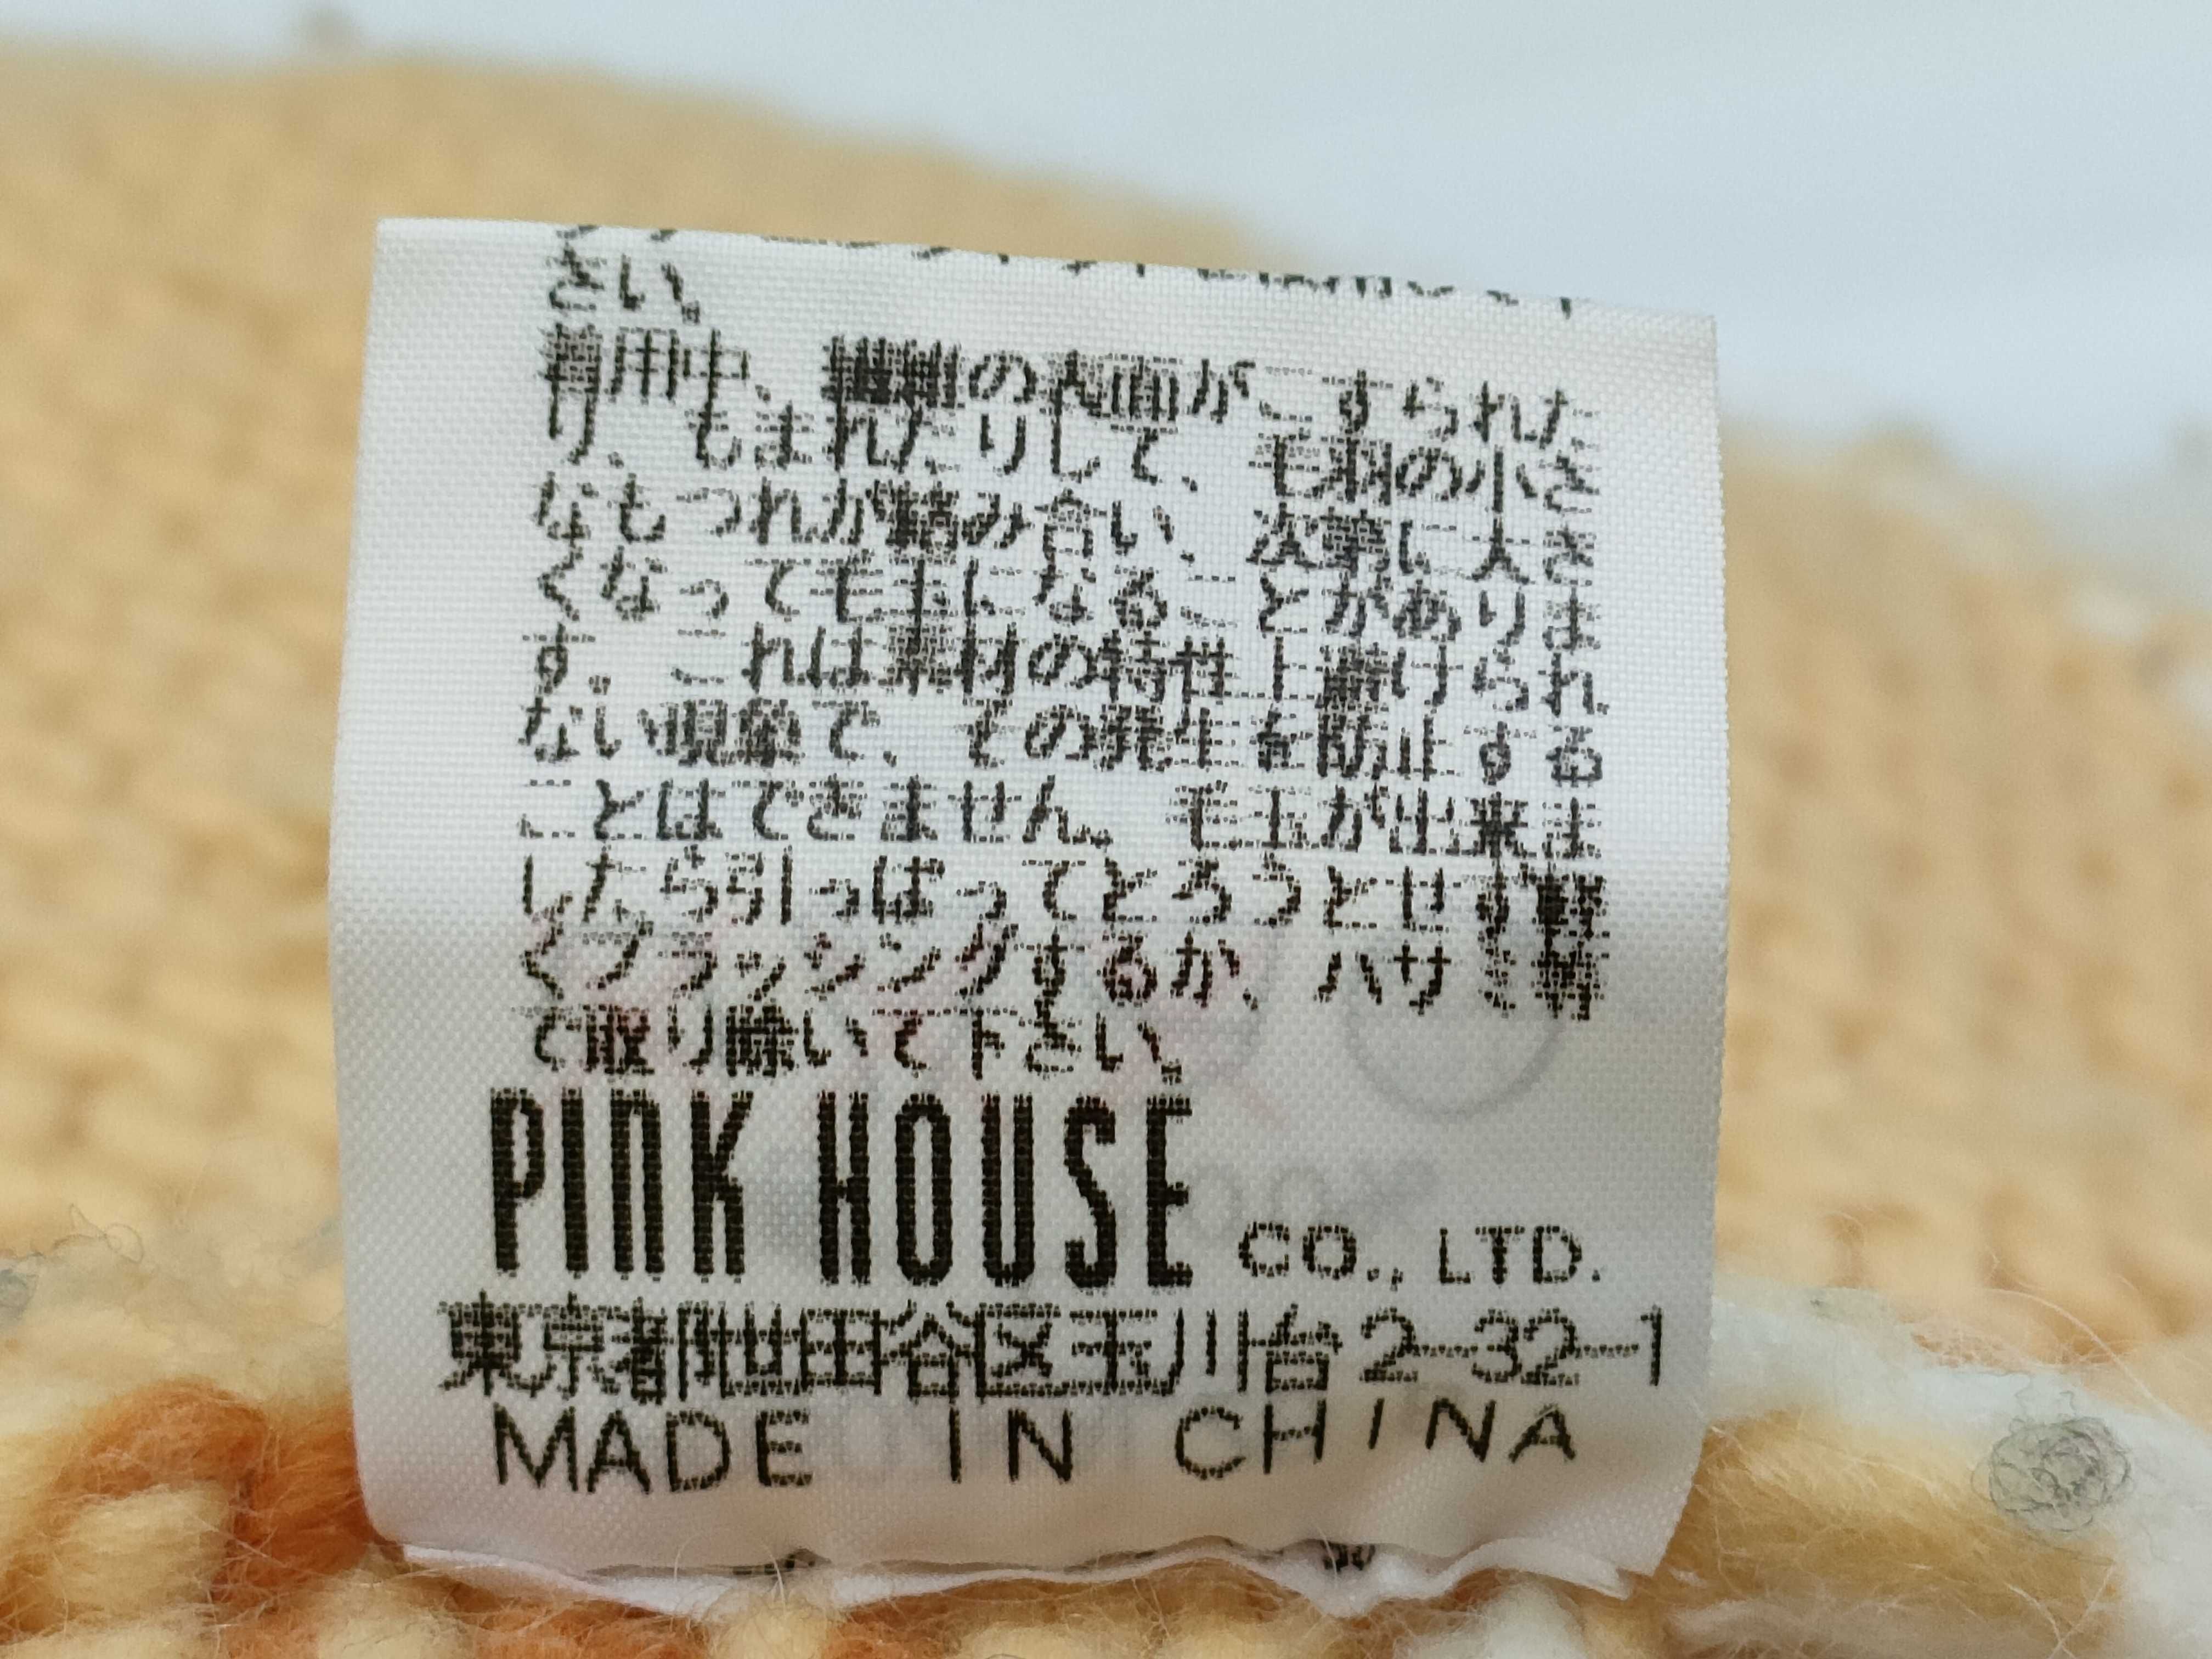 さい。
着用中、繊維の表面がこすられた
り、もまれたりして、毛羽の小さ
なもつれが絡み合い、次第に大き
くなって毛玉になることがありま
す。これは素材の特性上避けられ
ない現象で、その発生を防止する
ことはできません。毛玉が出来ま
したら引っぱってとろうとせず軽
くブラッシングするか、ハサミ等
で取り除いて下さい。
PINK HOUSE CO., LTD.
東京都世田谷区玉川台2-32-1
MADE IN CHINA